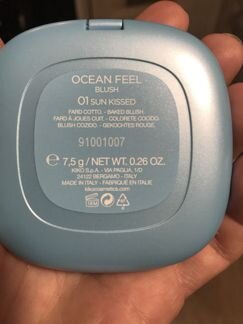 OCEAN FEEL
BLUSH
01 SUN KISSED
FARD COTTO. - BAKED BLUSH
FARD À JOUES CUIT. - COLORETE COCIDO.
BLUSH COZIDO. - GEKOCHTES ROUGE.
91001007
7,5 g / NET WT. 0.26 OZ.
KIKO S.p.A. - VIA PAGLIA, 1/D
24122 BERGAMO - ITALY
MADE IN ITALY - FABRIQUÉ EN ITALIE
kikocosmetics.com